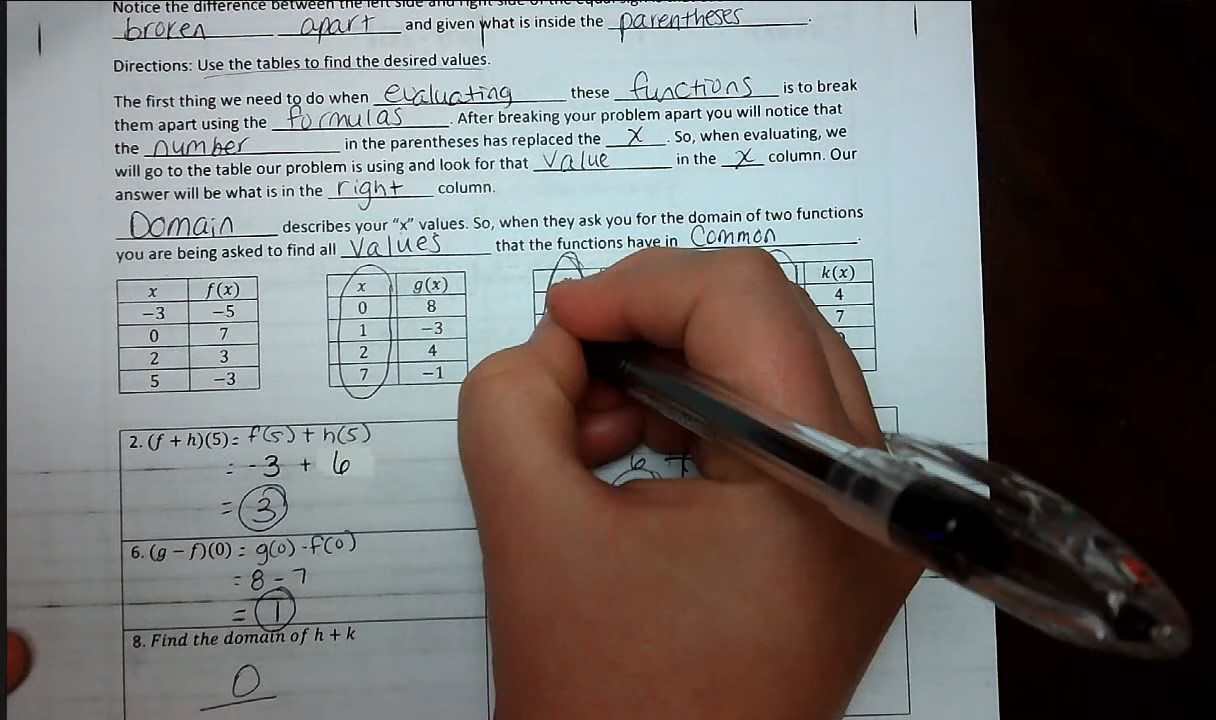 Notice the difference between the left side and right side of the equal sign is that
broken apart and given what is inside the parentheses.
Directions: Use the tables to find the desired values.
The first thing we need to do when evaluating these functions is to break
them apart using the formulas. After breaking your problem apart you will notice that
the number in the parentheses has replaced the x. So, when evaluating, we
will go to the table our problem is using and look for that value in the x column. Our
answer will be what is in the right column.
Domain describes your “x” values. So, when they ask you for the domain of two functions
you are being asked to find all values that the functions have in Common.
x f(x) x g(x) k(x)
−3 −5 0 8 4
0 7 1 −3 7
2 3 2 4
5 −3 7 −1
2. (f + h)(5) = f(5) + h(5)
= -3 + 6
= 3
6. (g − f)(0) = g(0) - f(0)
= 8 - 7
= 1
8. Find the domain of h + k
0